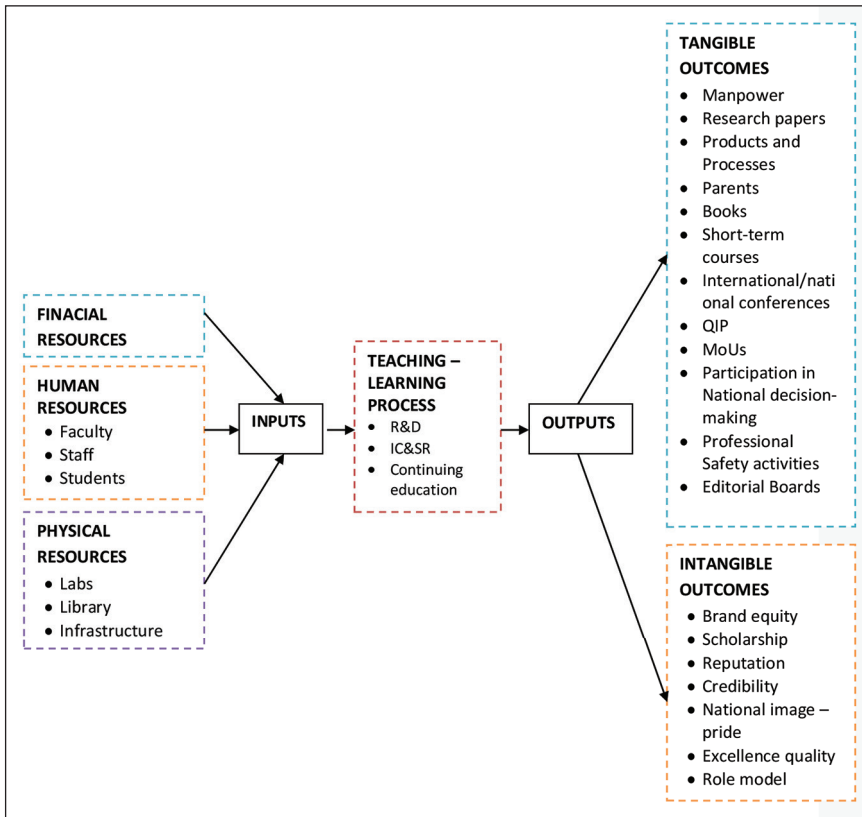 FINACIAL
RESOURCES
HUMAN
RESOURCES
● Faculty
● Staff
● Students
PHYSICAL
RESOURCES
● Labs
● Library
● Infrastructure
INPUTS
TEACHING –
LEARNING
PROCESS
● R&D
● IC&SR
● Continuing
education
OUTPUTS
TANGIBLE
OUTCOMES
● Manpower
● Research papers
● Products and
Processes
● Parents
● Books
● Short-term
courses
● International/nati
onal conferences
● QIP
● MoUs
● Participation in
National decision-
making
● Professional
Safety activities
● Editorial Boards
INTANGIBLE
OUTCOMES
● Brand equity
● Scholarship
● Reputation
● Credibility
● National image –
pride
● Excellence quality
● Role model